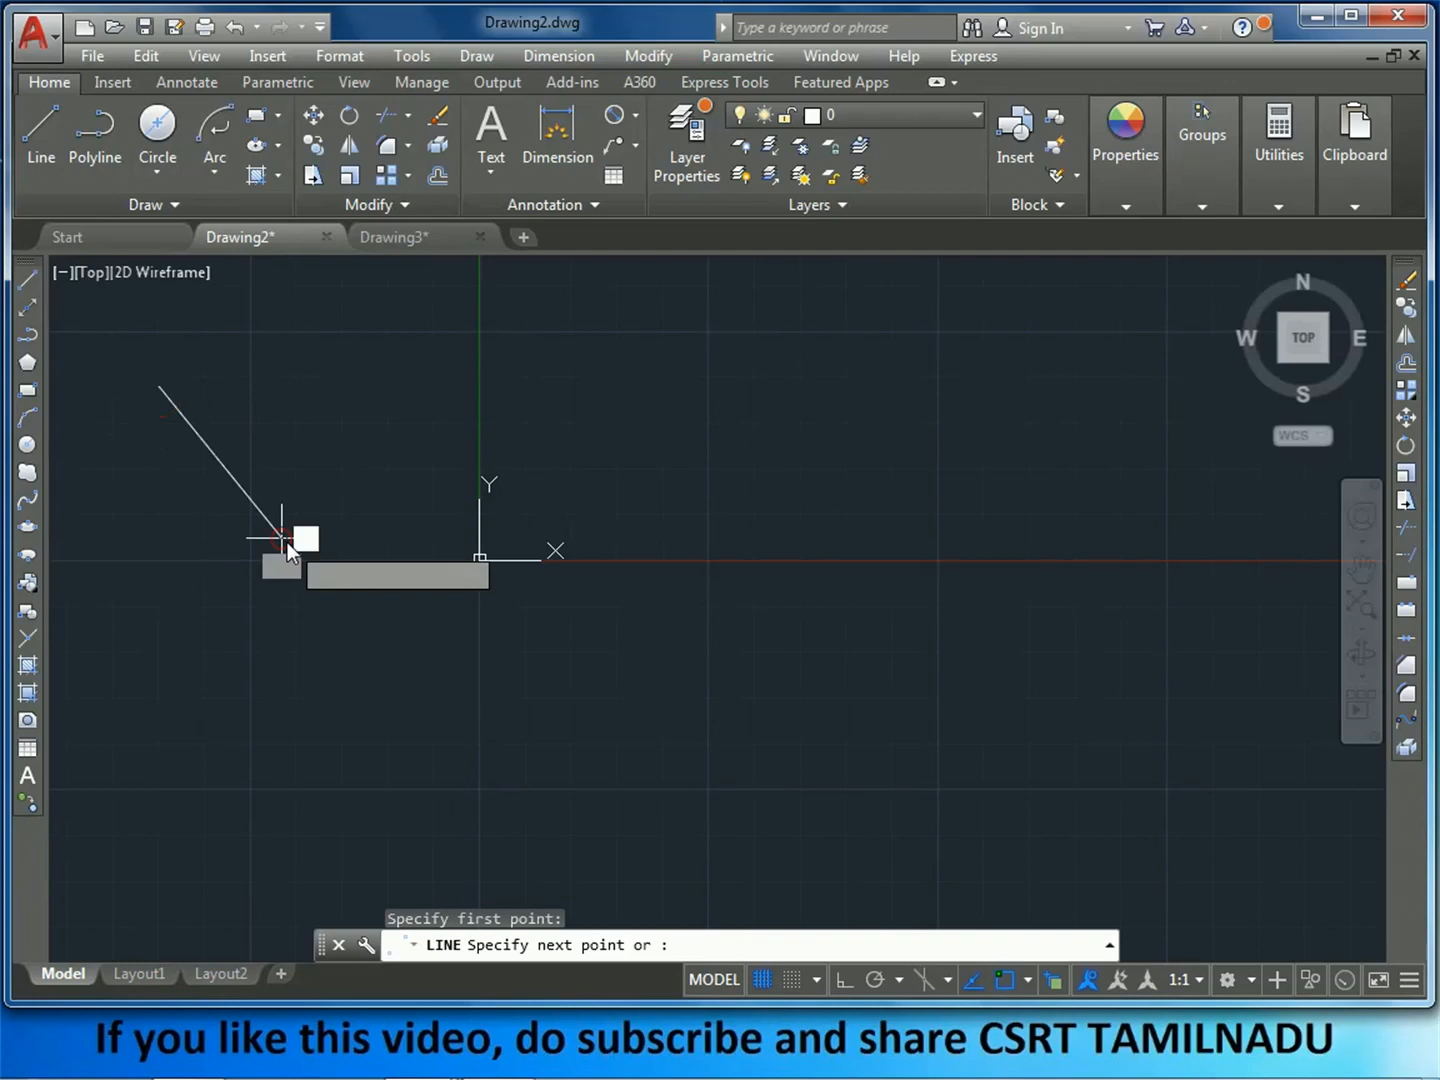 Drawing2.dwg
Type a keyword or phrase
Sign In
File Edit View Insert Format Tools Draw Dimension Modify Parametric Window Help Express
Home Insert Annotate Parametric View Manage Output Add-ins A360 Express Tools Featured Apps
Line Polyline Circle Arc
A
Text Dimension
Layer Properties
0
Insert
Properties Groups Utilities Clipboard
Draw Modify Annotation Layers Block
Start Drawing2* Drawing3*
[−][Top][2D Wireframe]
N
W TOP E
S
WCS
Y
X
A
Specify first point:
LINE Specify next point or :
Model Layout1 Layout2
MODEL 1:1
If you like this video, do subscribe and share CSRT TAMILNADU